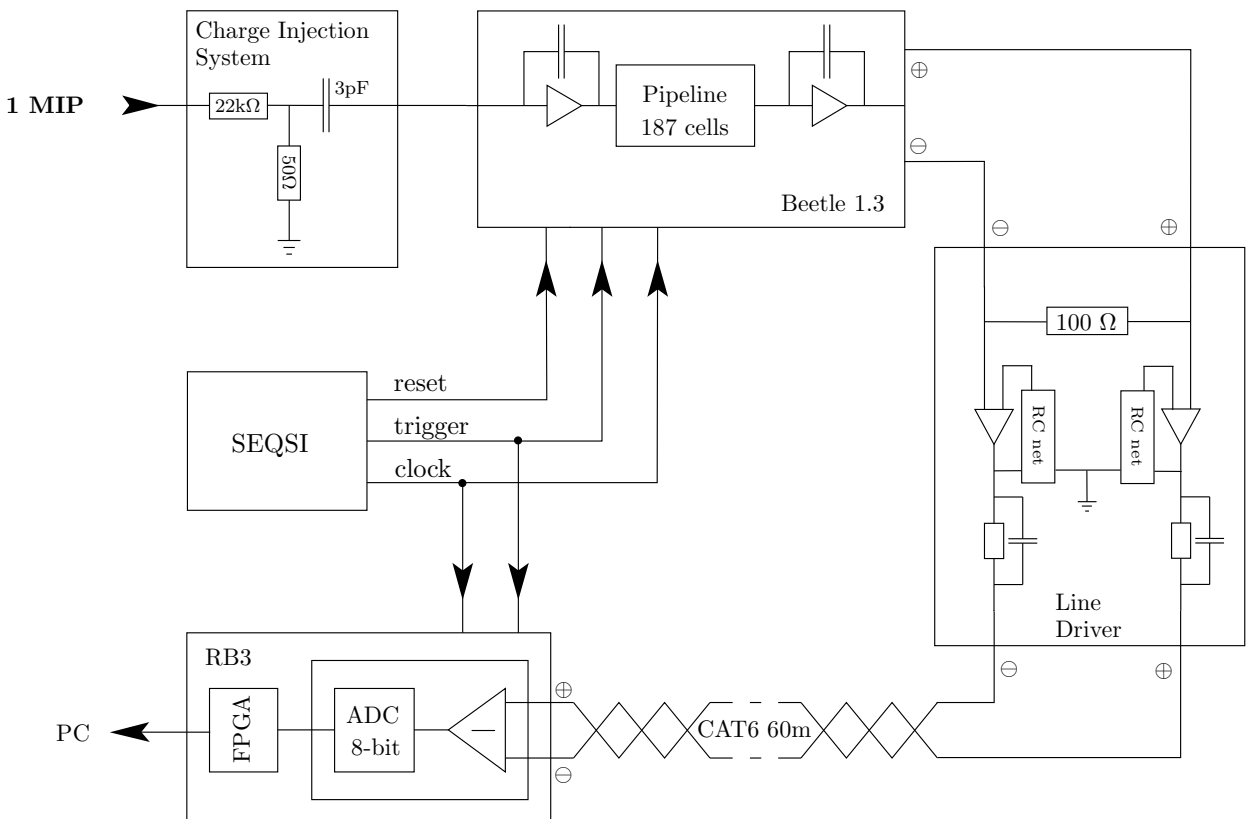 Charge Injection
System
1 MIP
22kΩ
3pF
50Ω
Pipeline
187 cells
Beetle 1.3
⊕
⊖
⊖
⊕
100 Ω
RC net
RC net
Line
Driver
⊖
⊕
SEQSI
reset
trigger
clock
RB3
PC
FPGA
ADC
8-bit
−
⊕
⊖
CAT6 60m